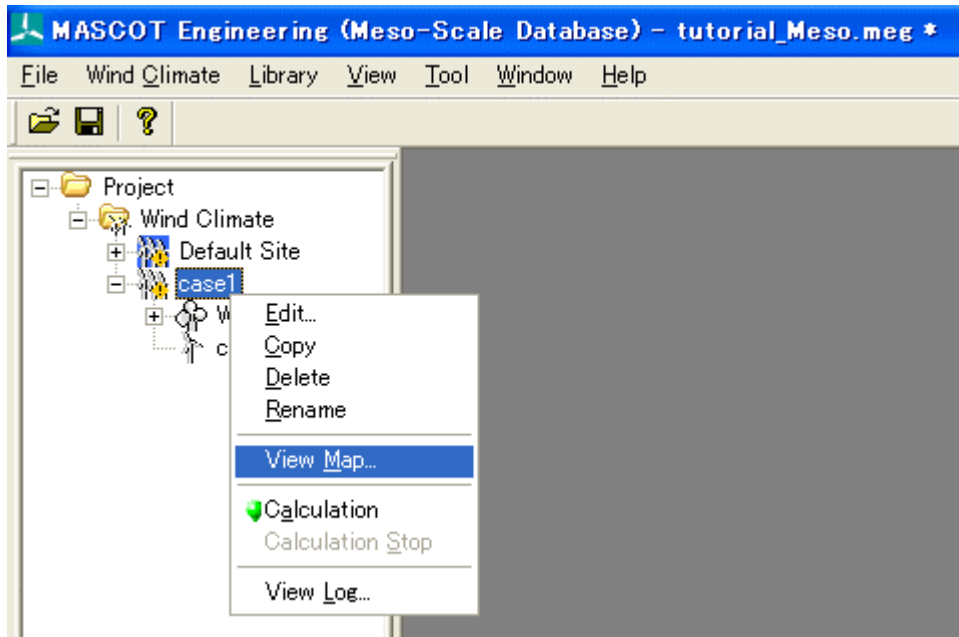 MASCOT Engineering (Meso-Scale Database) - tutorial_Meso.meg *
File Wind Climate Library View Tool Window Help
Project
Wind Climate
Default Site
case1
W
c
Edit...
Copy
Delete
Rename
View Map...
Calculation
Calculation Stop
View Log...